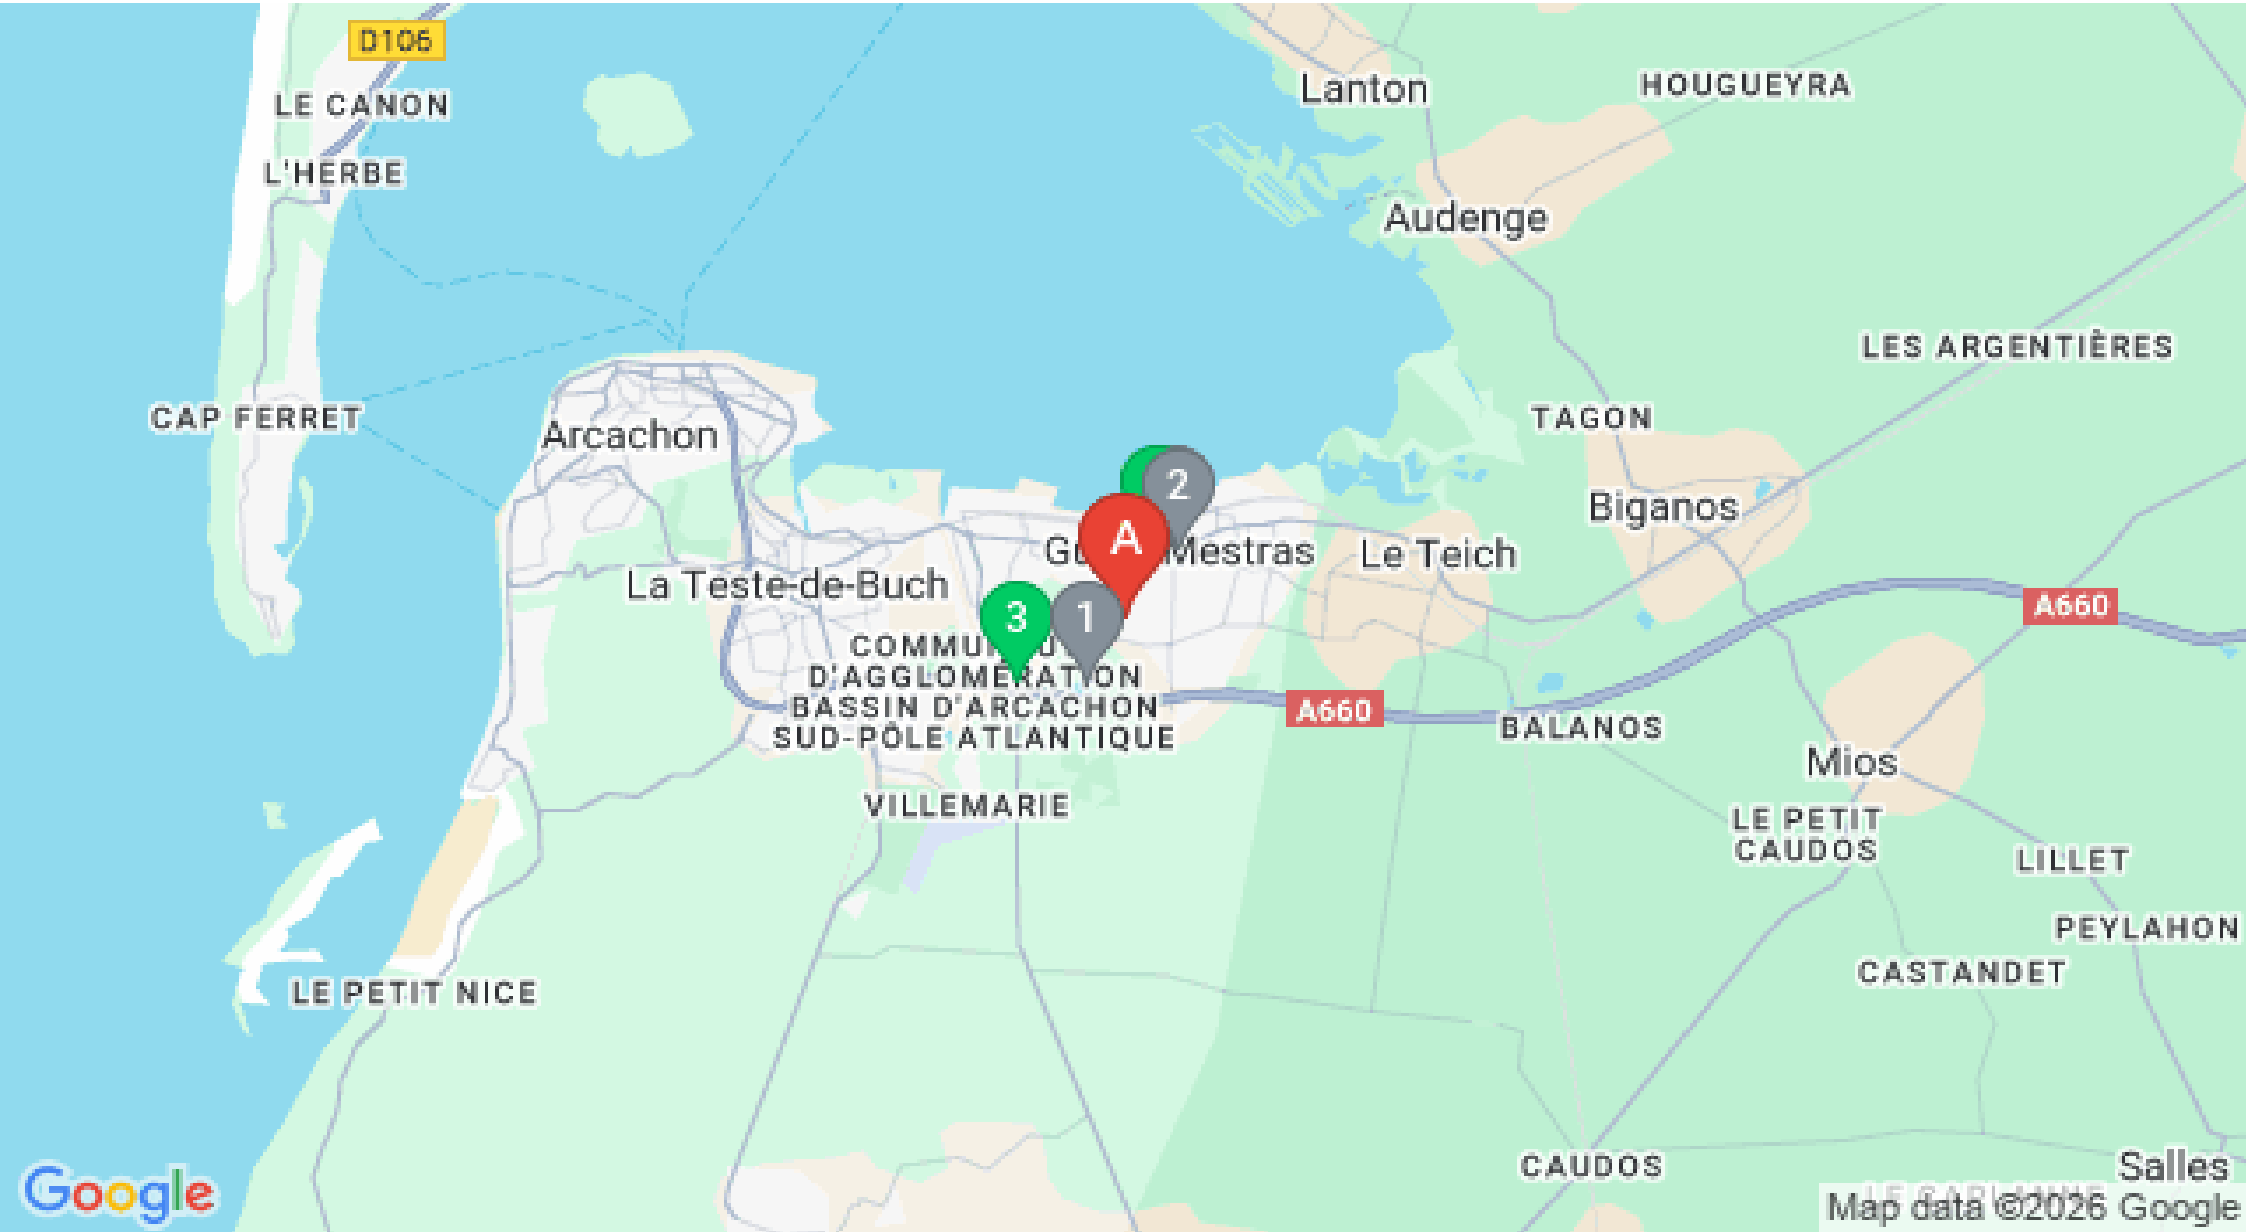 D106
Lanton
HOUGUEYRA
LE CANON
L'HERBE
Audenge
LES ARGENTIÈRES
CAP FERRET
TAGON
Arcachon
2
Biganos
A
Mestras
Le Teich
La Teste-de-Buch
A660
3
1
D'AGGLOMÉRATION
BASSIN D'ARCACHON
SUD-PÔLE ATLANTIQUE
A660
BALANOS
Mios
VILLEMARIE
LE PETIT
CAUDOS
LILLET
PEYLAHON
CASTANDET
LE PETIT NICE
CAUDOS
Salles
Google
Map data ©2026 Google